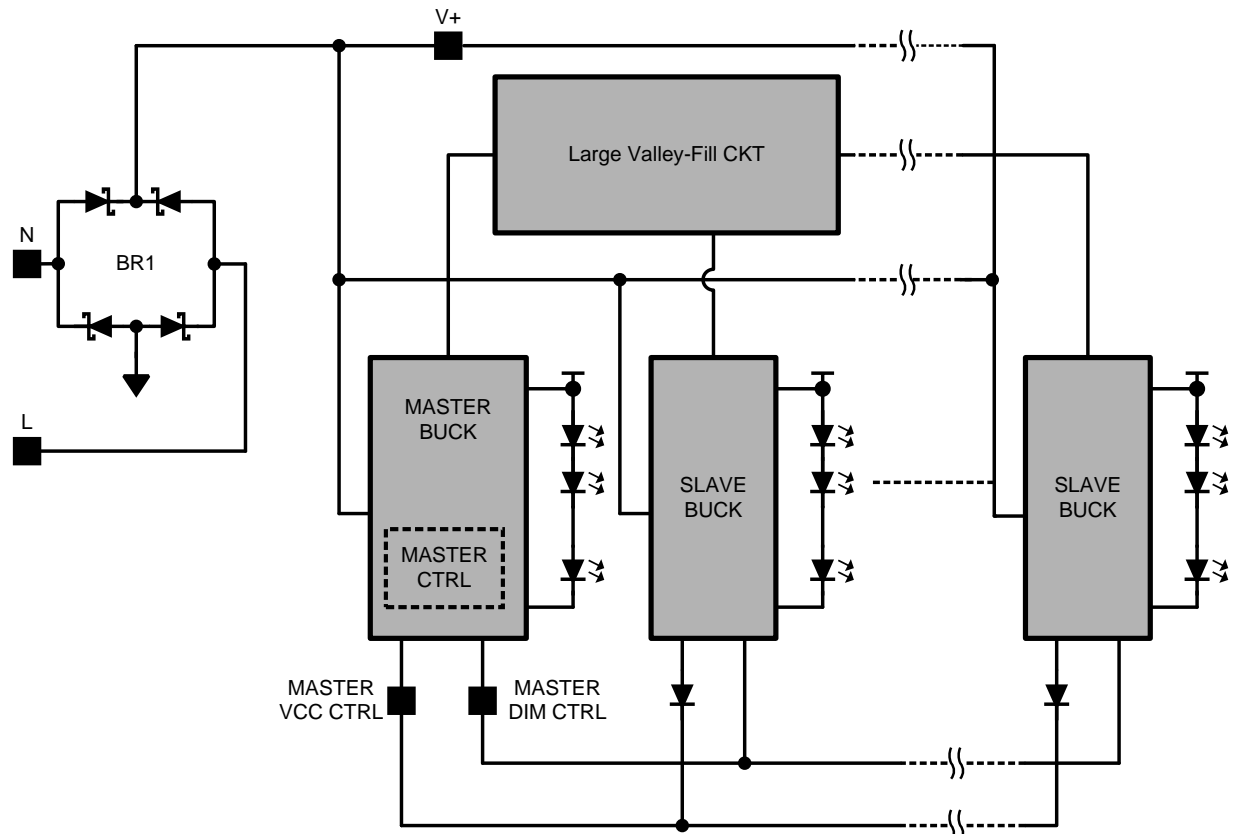 V+
N
BR1
L
Large Valley-Fill CKT
MASTER
BUCK
MASTER
CTRL
SLAVE
BUCK
SLAVE
BUCK
MASTER
VCC CTRL
MASTER
DIM CTRL